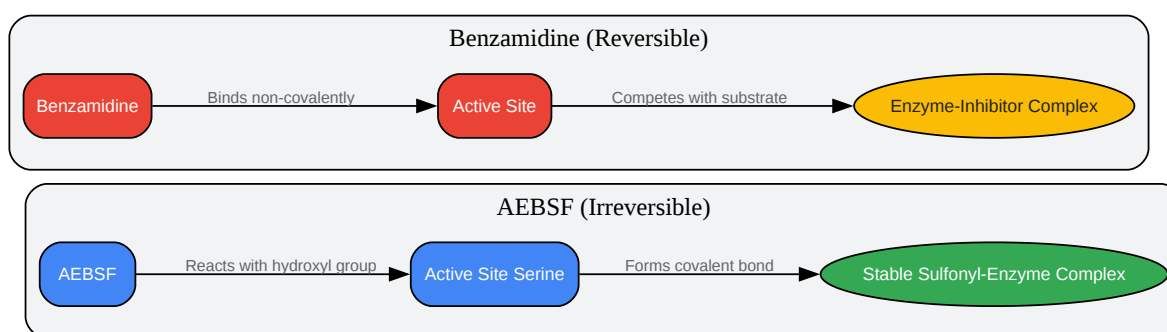 Benzamidine (Reversible)
Benzamidine
Binds non-covalently
Active Site
Competes with substrate
Enzyme-Inhibitor Complex
AEBSF (Irreversible)
AEBSF
Reacts with hydroxyl group
Active Site Serine
Forms covalent bond
Stable Sulfonyl-Enzyme Complex